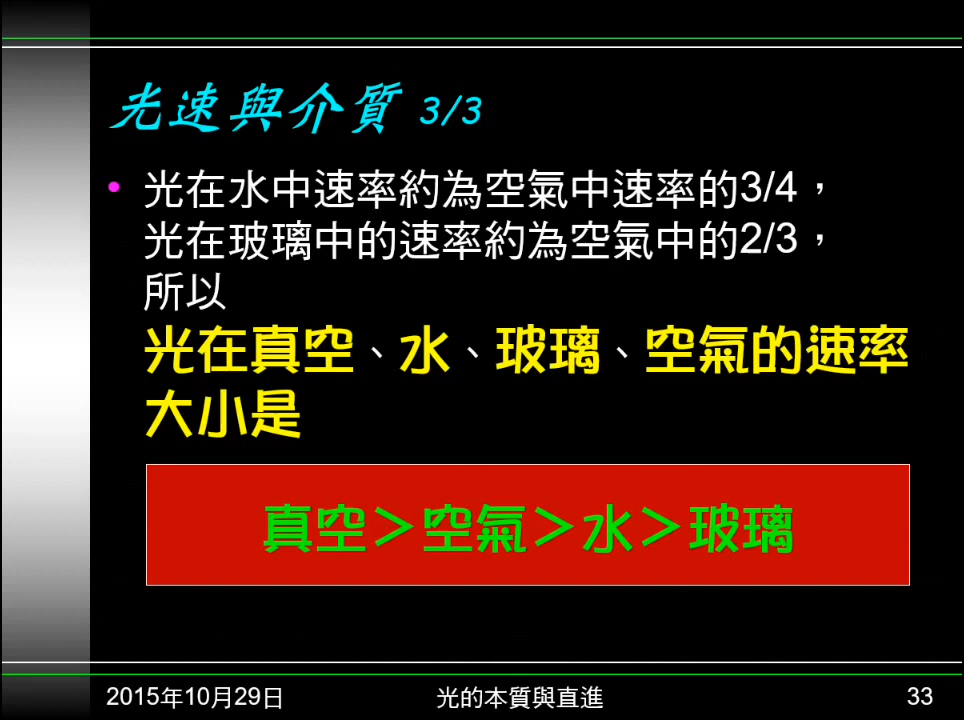 光速與介質 3/3
• 光在水中速率約為空氣中速率的3/4，
光在玻璃中的速率約為空氣中的2/3，
所以
光在真空、水、玻璃、空氣的速率
大小是
真空＞空氣＞水＞玻璃
2015年10月29日 光的本質與直進 33